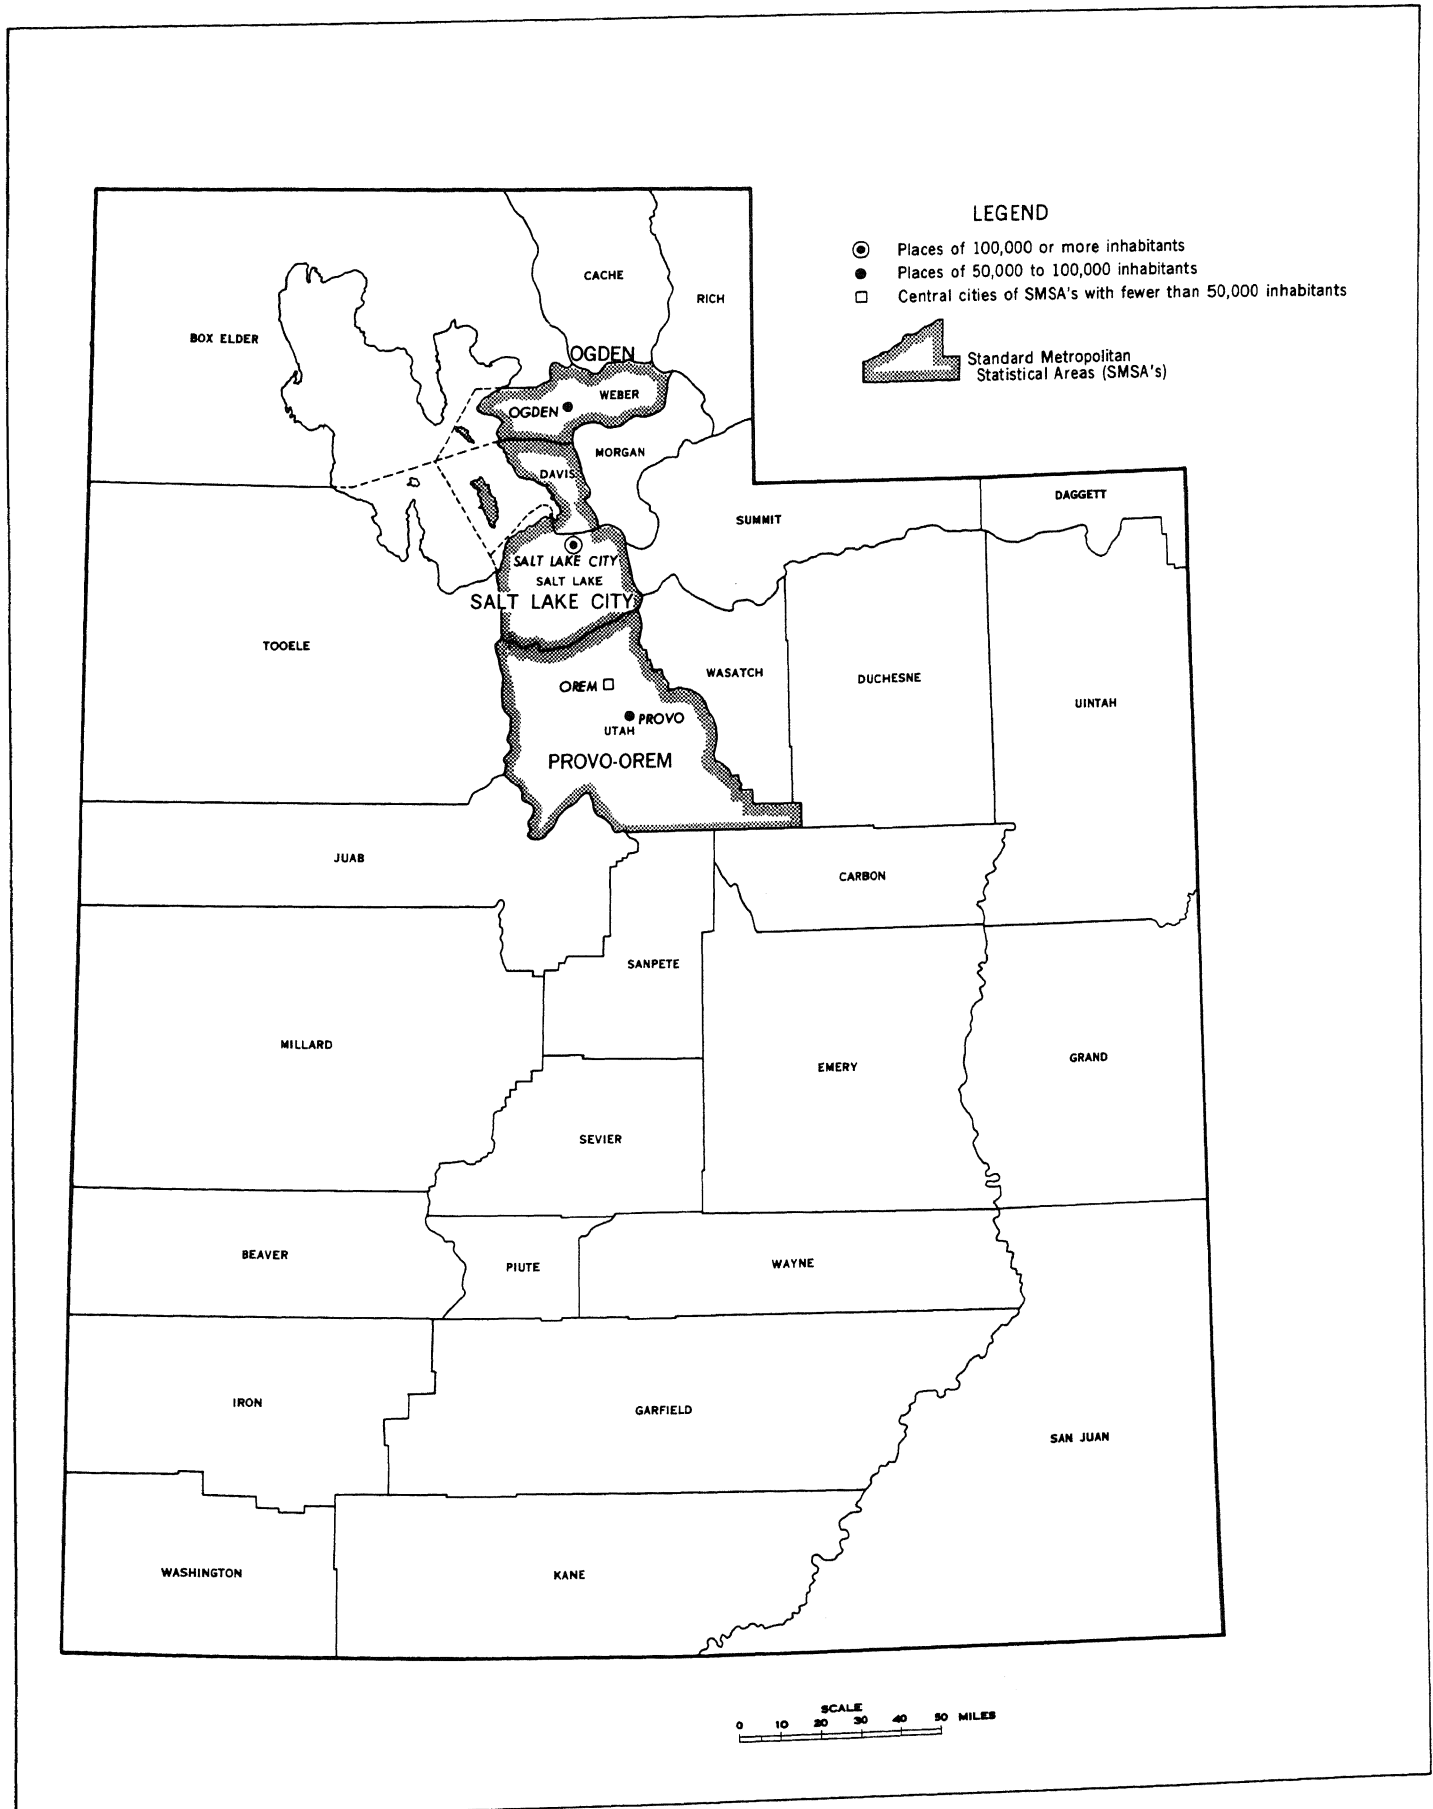 LEGEND
Places of 100,000 or more inhabitants
Places of 50,000 to 100,000 inhabitants
Central cities of SMSA's with fewer than 50,000 inhabitants
Standard Metropolitan
Statistical Areas (SMSA's)
CACHE
RICH
BOX ELDER
OGDEN
WEBER
OGDEN
MORGAN
DAVIS
DAGGETT
SUMMIT
SALT LAKE CITY
SALT LAKE
SALT LAKE CITY
TOOELE
WASATCH
DUCHESNE
UINTAH
OREM
PROVO
UTAH
PROVO-OREM
JUAB
CARBON
SANPETE
MILLARD
EMERY
GRAND
SEVIER
BEAVER
PIUTE
WAYNE
IRON
GARFIELD
SAN JUAN
WASHINGTON
KANE
SCALE
0 10 20 30 40 50 MILES